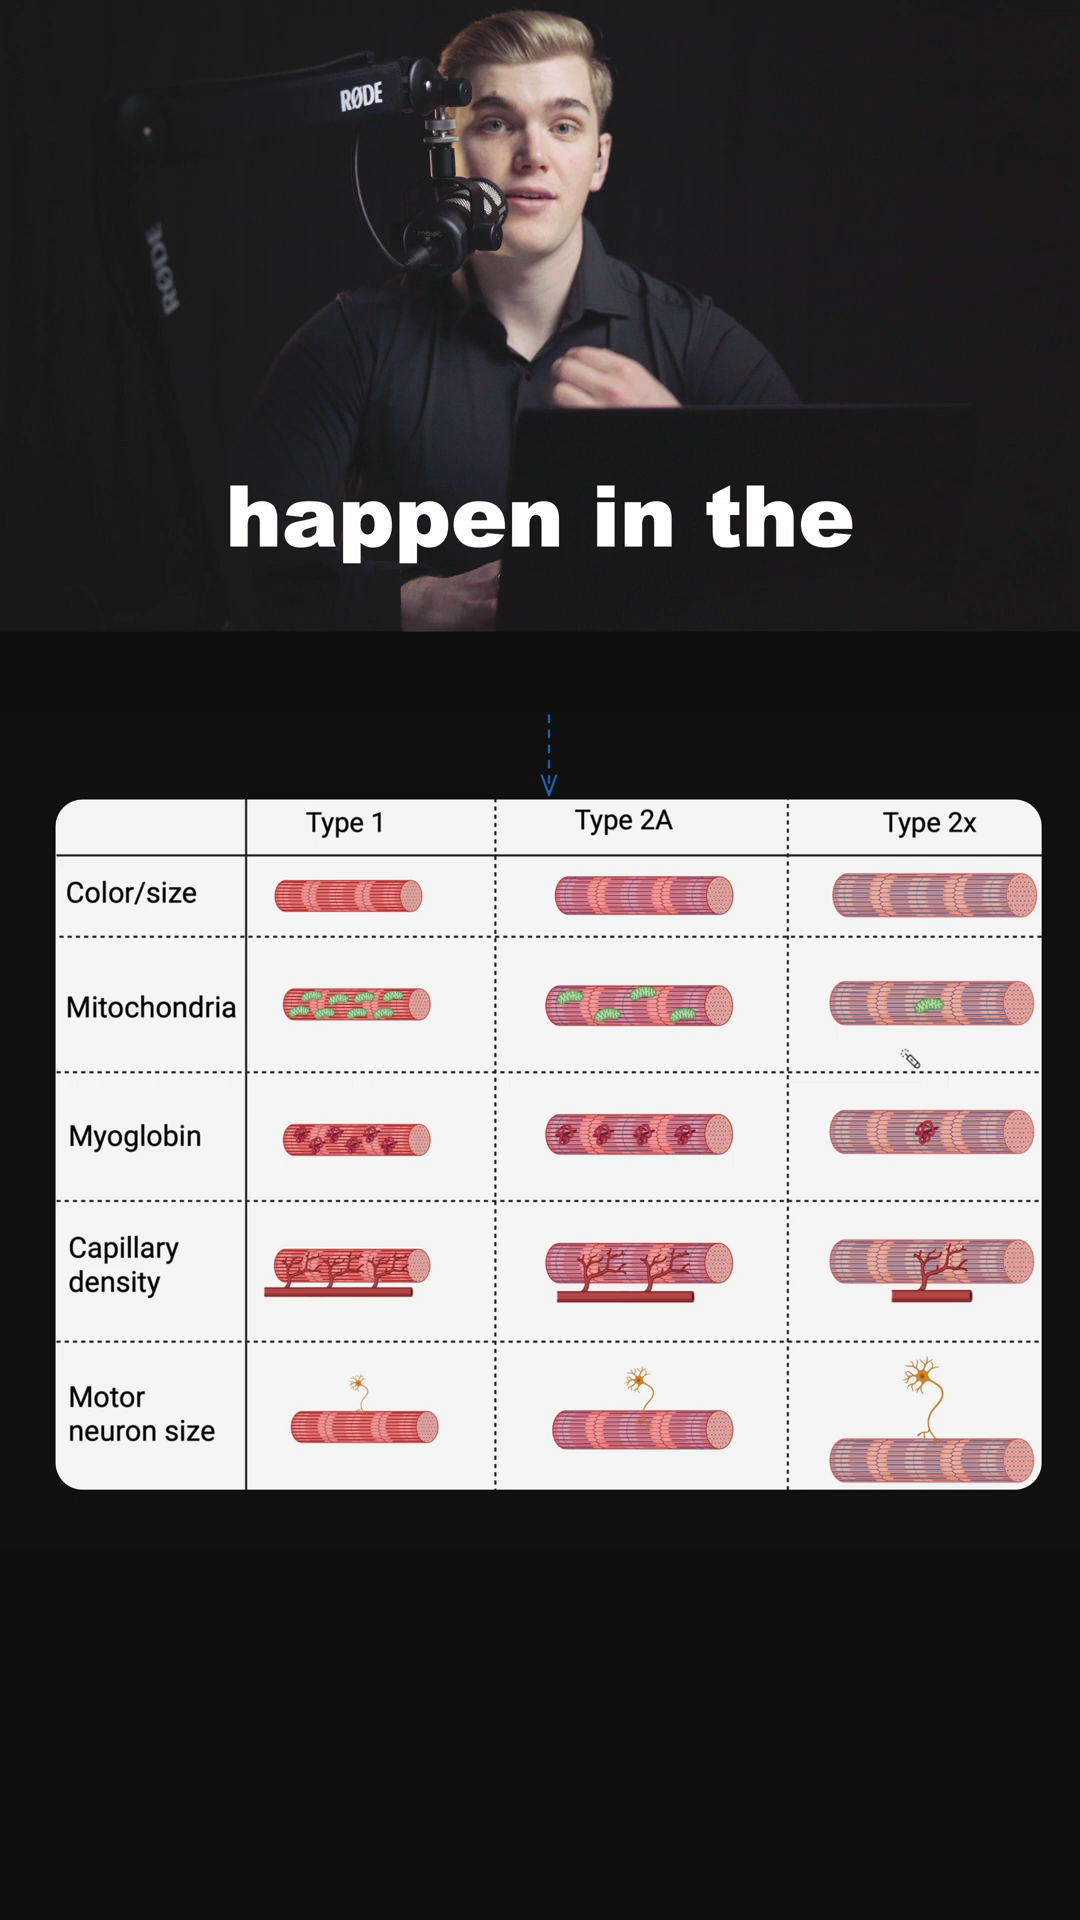 RØDE
RØDE
happen in the
Type 1
Type 2A
Type 2x
Color/size
Mitochondria
Myoglobin
Capillary
density
Motor
neuron size